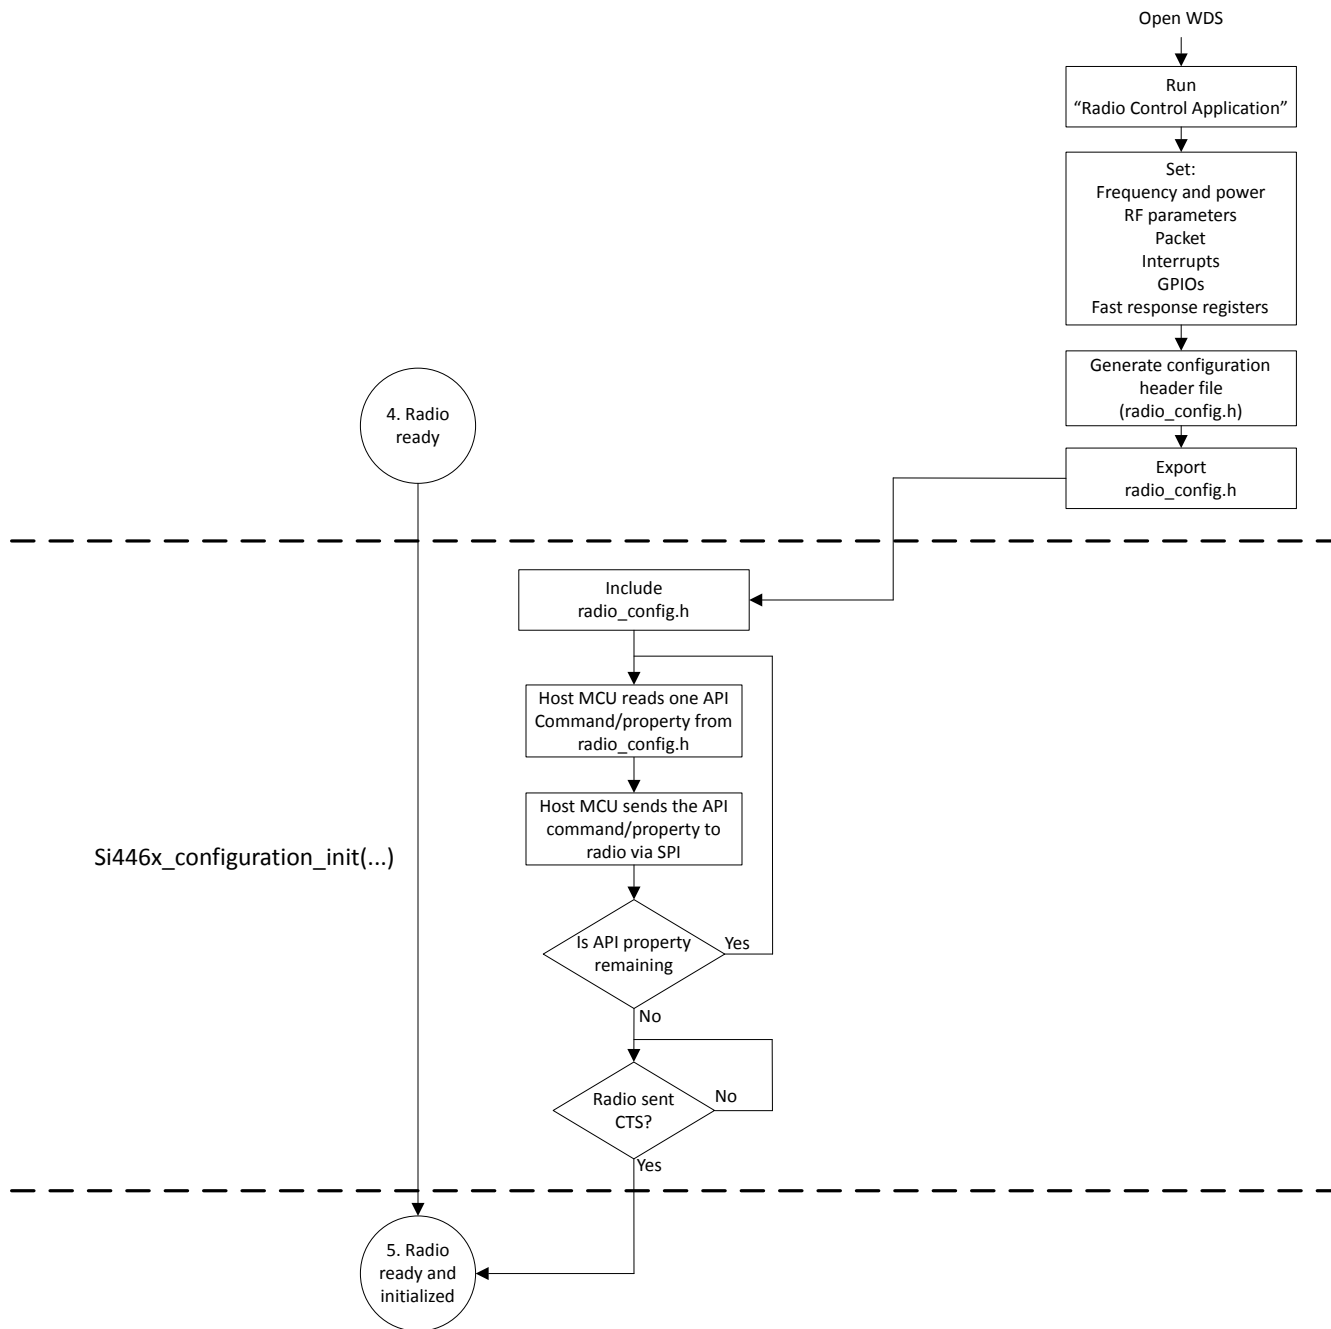 Open WDS
Run
“Radio Control Application”
Set:
Frequency and power
RF parameters
Packet
Interrupts
GPIOs
Fast response registers
Generate configuration
header file
(radio_config.h)
Export
radio_config.h
4. Radio
ready
Include
radio_config.h
Host MCU reads one API
Command/property from
radio_config.h
Host MCU sends the API
command/property to
radio via SPI
Si446x_configuration_init(...)
Is API property
remaining
Yes
No
Radio sent
CTS?
No
Yes
5. Radio
ready and
initialized